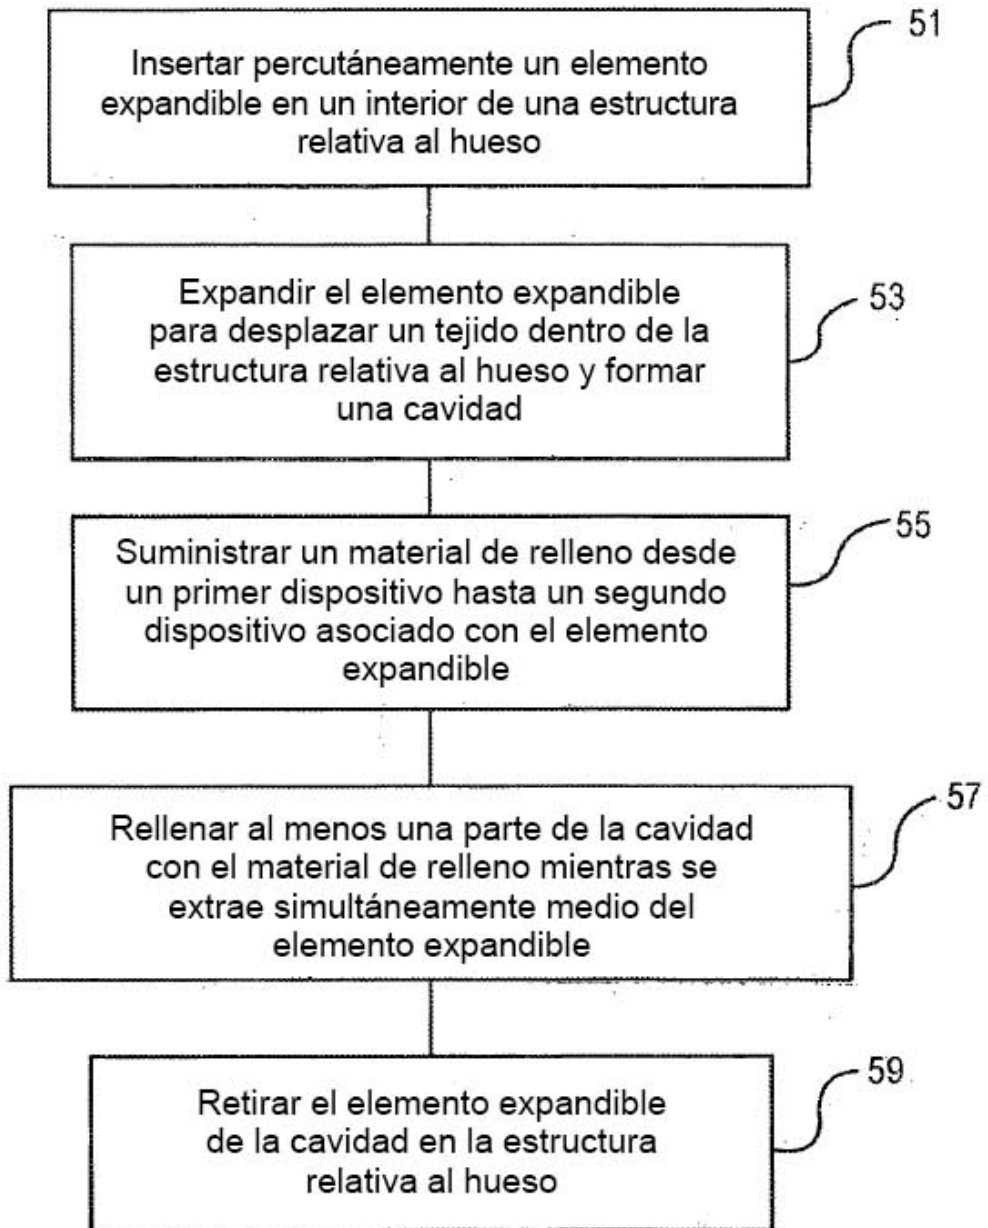 51
Insertar percutáneamente un elemento
expandible en un interior de una estructura
relativa al hueso
53
Expandir el elemento expandible
para desplazar un tejido dentro de la
estructura relativa al hueso y formar
una cavidad
55
Suministrar un material de relleno desde
un primer dispositivo hasta un segundo
dispositivo asociado con el elemento
expandible
57
Rellenar al menos una parte de la cavidad
con el material de relleno mientras se
extrae simultáneamente medio del
elemento expandible
59
Retirar el elemento expandible
de la cavidad en la estructura
relativa al hueso